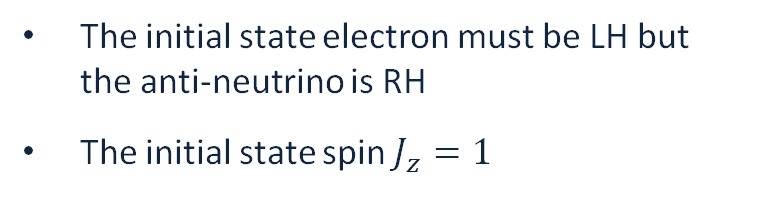 • The initial state electron must be LH but
the anti-neutrino is RH
• The initial state spin J_z = 1